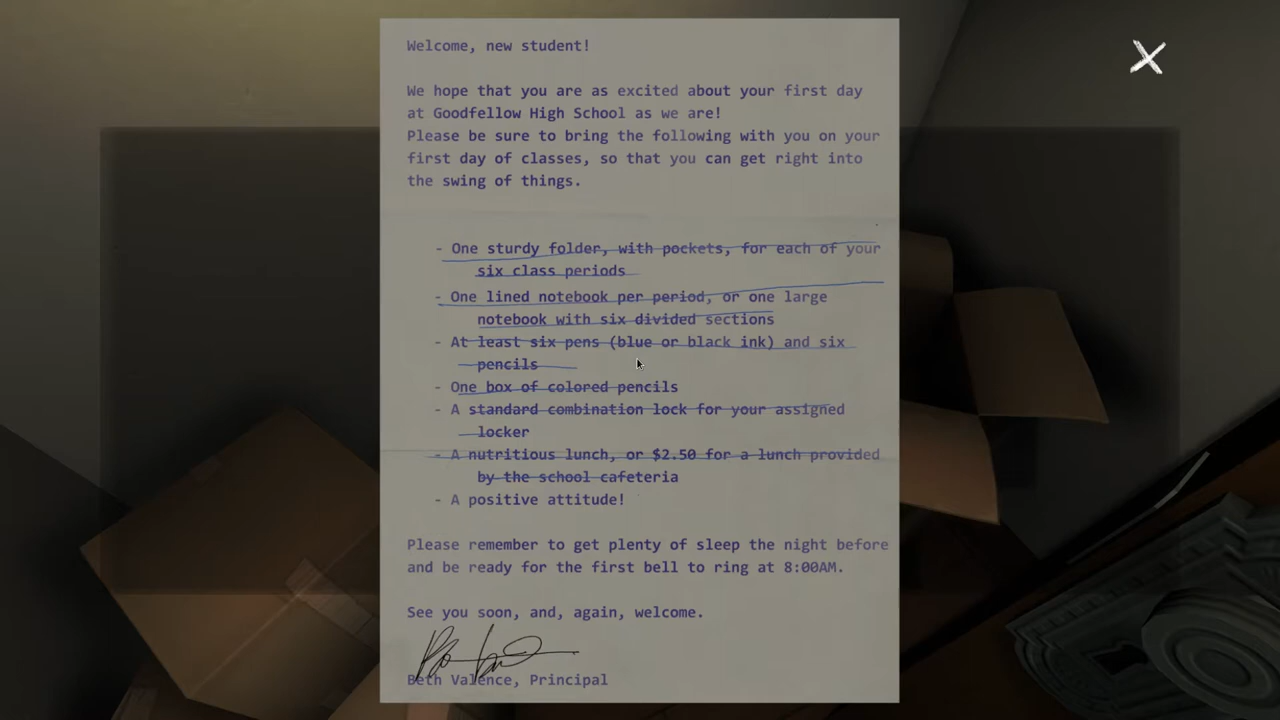 Welcome, new student!
We hope that you are as excited about your first day
at Goodfellow High School as we are!
Please be sure to bring the following with you on your
first day of classes, so that you can get right into
the swing of things.
- One sturdy folder, with pockets, for each of your
six class periods
- One lined notebook per period, or one large
notebook with six divided sections
- At least six pens (blue or black ink) and six
pencils
- One box of colored pencils
- A standard combination lock for your assigned
locker
- A nutritious lunch, or $2.50 for a lunch provided
by the school cafeteria
- A positive attitude!
Please remember to get plenty of sleep the night before
and be ready for the first bell to ring at 8:00AM.
See you soon, and, again, welcome.
Beth Valence, Principal